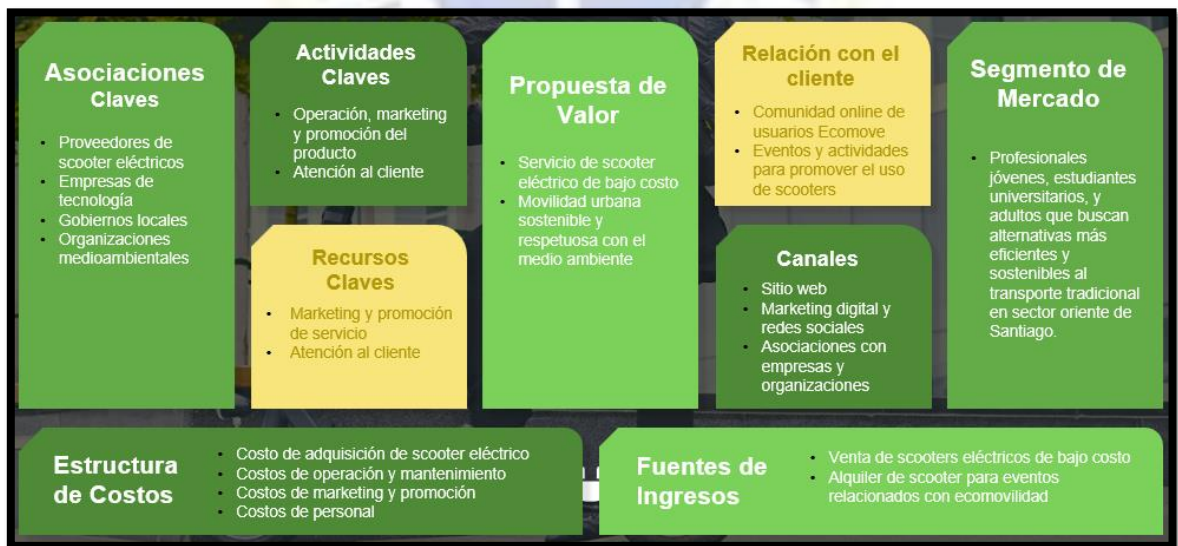 Asociaciones
Claves
• Proveedores de
scooter eléctricos
• Empresas de
tecnología
• Gobiernos locales
• Organizaciones
medioambientales
Actividades
Claves
• Operación, marketing
y promoción del
producto
• Atención al cliente
Recursos
Claves
• Marketing y promoción
de servicio
• Atención al cliente
Propuesta de
Valor
• Servicio de scooter
eléctrico de bajo costo
• Movilidad urbana
sostenible y
respetuosa con el
medio ambiente
Relación con el
cliente
• Comunidad online de
usuarios Ecomove
• Eventos y actividades
para promover el uso
de scooters
Canales
• Sitio web
• Marketing digital y
redes sociales
• Asociaciones con
empresas y
organizaciones
Segmento de
Mercado
• Profesionales
jóvenes, estudiantes
universitarios, y
adultos que buscan
alternativas más
eficientes y
sostenibles al
transporte tradicional
en sector oriente de
Santiago.
Estructura
de Costos
• Costo de adquisición de scooter eléctrico
• Costos de operación y mantenimiento
• Costos de marketing y promoción
• Costos de personal
Fuentes de
Ingresos
• Venta de scooters eléctricos de bajo costo
• Alquiler de scooter para eventos
relacionados con ecomovilidad